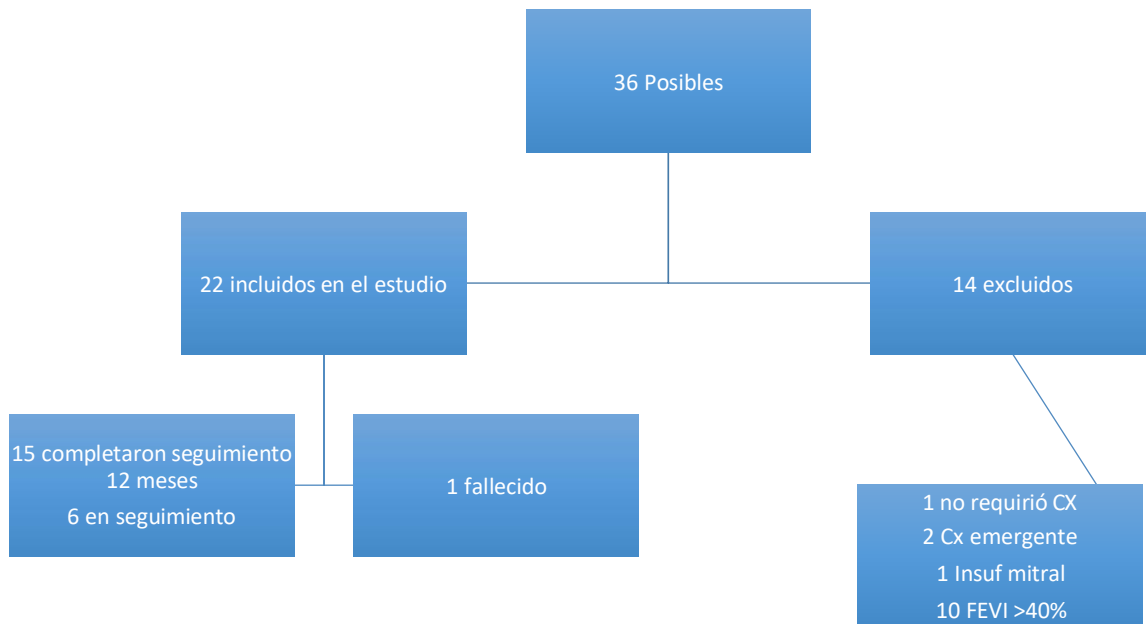 36 Posibles
22 incluidos en el estudio
14 excluidos
15 completaron seguimiento
12 meses
6 en seguimiento
1 fallecido
1 no requirió CX
2 Cx emergente
1 Insuf mitral
10 FEVI >40%